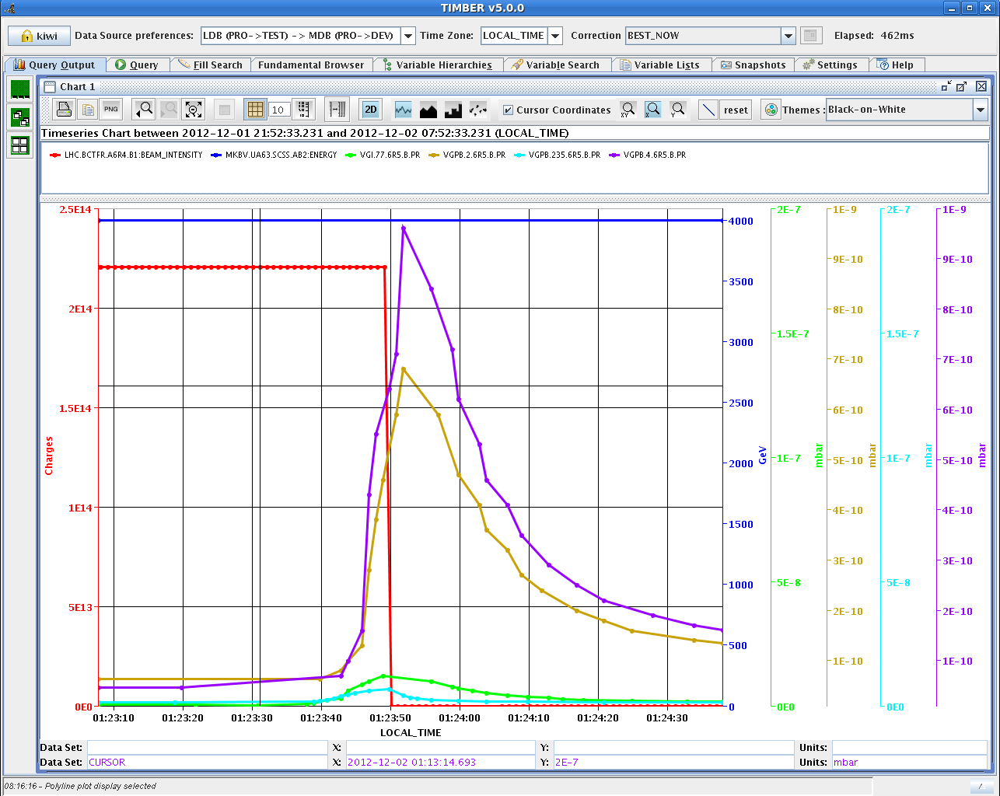 TIMBER v5.0.0
kiwi Data Source preferences: LDB (PRO->TEST) -> MDB (PRO->DEV) Time Zone: LOCAL_TIME Correction BEST_NOW Elapsed: 462ms
Query Output Query Fill Search Fundamental Browser Variable Hierarchies Variable Search Variable Lists Snapshots Settings Help
Chart 1
PNG 10 2D Cursor Coordinates XY X Y reset Themes : Black-on-White
Timeseries Chart between 2012-12-01 21:52:33.231 and 2012-12-02 07:52:33.231 (LOCAL_TIME)
LHC.BCTFR.A6R4.B1:BEAM_INTENSITY MKBV.UA63.SCSS.AB2:ENERGY VGI.77.6R5.B.PR VGPB.2.6R5.B.PR VGPB.235.6R5.B.PR VGPB.4.6R5.B.PR
2.5E14 2E-7 1E-9 2E-7 1E-9
4000
9E-10 9E-10
3500
2E14 8E-10 8E-10
3000 1.5E-7 1.5E-7
7E-10 7E-10
2500
1.5E14 6E-10 6E-10
Charges GeV mbar mbar mbar mbar
2000 1E-7 5E-10 1E-7 5E-10
1E14 4E-10 4E-10
1500
3E-10 3E-10
1000 5E-8 5E-8
5E13 2E-10 2E-10
500
1E-10 1E-10
0E0 0 0E0 0E0
01:23:10 01:23:20 01:23:30 01:23:40 01:23:50 01:24:00 01:24:10 01:24:20 01:24:30
LOCAL_TIME
Data Set: X: Y: Units:
Data Set: CURSOR X: 2012-12-02 01:13:14.693 Y: 2E-7 Units: mbar
08:16:16 - Polyline plot display selected